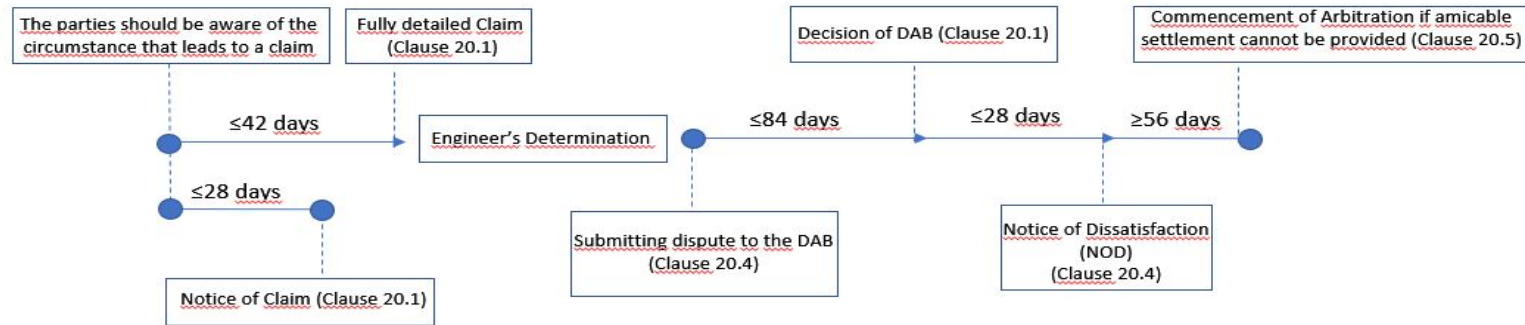 The parties should be aware of the
circumstance that leads to a claim
Fully detailed Claim
(Clause 20.1)
Decision of DAB (Clause 20.1)
Commencement of Arbitration if amicable
settlement cannot be provided (Clause 20.5)
≤42 days
Engineer's Determination
≤84 days
≤28 days
≥56 days
≤28 days
Submitting dispute to the DAB
(Clause 20.4)
Notice of Dissatisfaction
(NOD)
(Clause 20.4)
Notice of Claim (Clause 20.1)